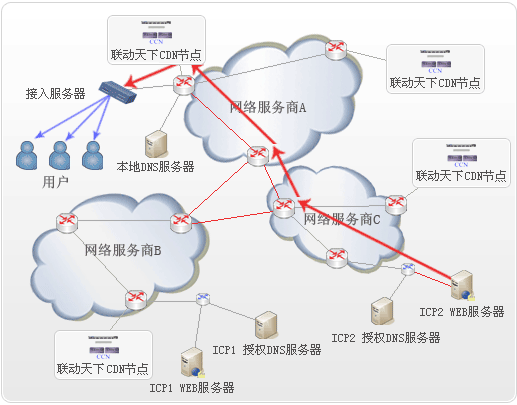 CCN
联动天下CDN节点
CCN
联动天下CDN节点
接入服务器
网络服务商A
用户
本地DNS服务器
CCN
联动天下CDN节点
网络服务商C
网络服务商B
ICP2 WEB服务器
ICP2 授权DNS服务器
ICP1 授权DNS服务器
CCN
联动天下CDN节点
ICP1 WEB服务器